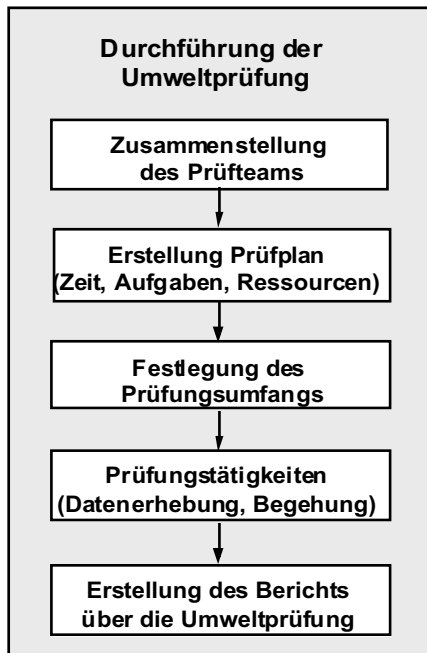 Durchführung der
Umweltprüfung
Zusammenstellung
des Prüfteams
Erstellung Prüfplan
(Zeit, Aufgaben, Ressourcen)
Festlegung des
Prüfungsumfangs
Prüfungstätigkeiten
(Datenerhebung, Begehung)
Erstellung des Berichts
über die Umweltprüfung